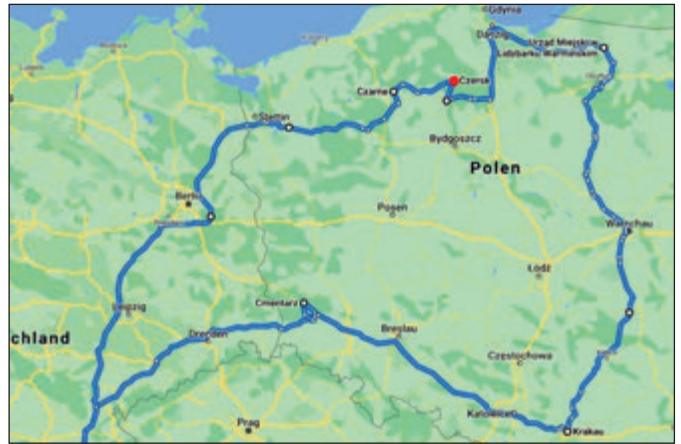 Gdynia
Danzig
Urząd Miejski w
Lidzbarku Warmińskim
Czersk
Czarne
Stettin
Bydgoszcz
Polen
Berlin
Posen
Warschau
Łódź
Cmentarz
Leipzig
chland
Dresden
Breslau
Częstochowa
Kattowitz
Prag
Krakau